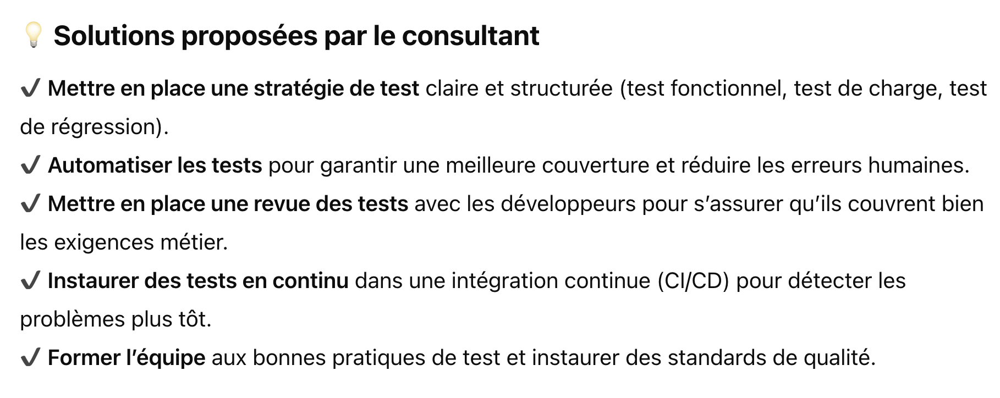 💡 Solutions proposées par le consultant
✔ Mettre en place une stratégie de test claire et structurée (test fonctionnel, test de charge, test
de régression).
✔ Automatiser les tests pour garantir une meilleure couverture et réduire les erreurs humaines.
✔ Mettre en place une revue des tests avec les développeurs pour s’assurer qu’ils couvrent bien
les exigences métier.
✔ Instaurer des tests en continu dans une intégration continue (CI/CD) pour détecter les
problèmes plus tôt.
✔ Former l’équipe aux bonnes pratiques de test et instaurer des standards de qualité.